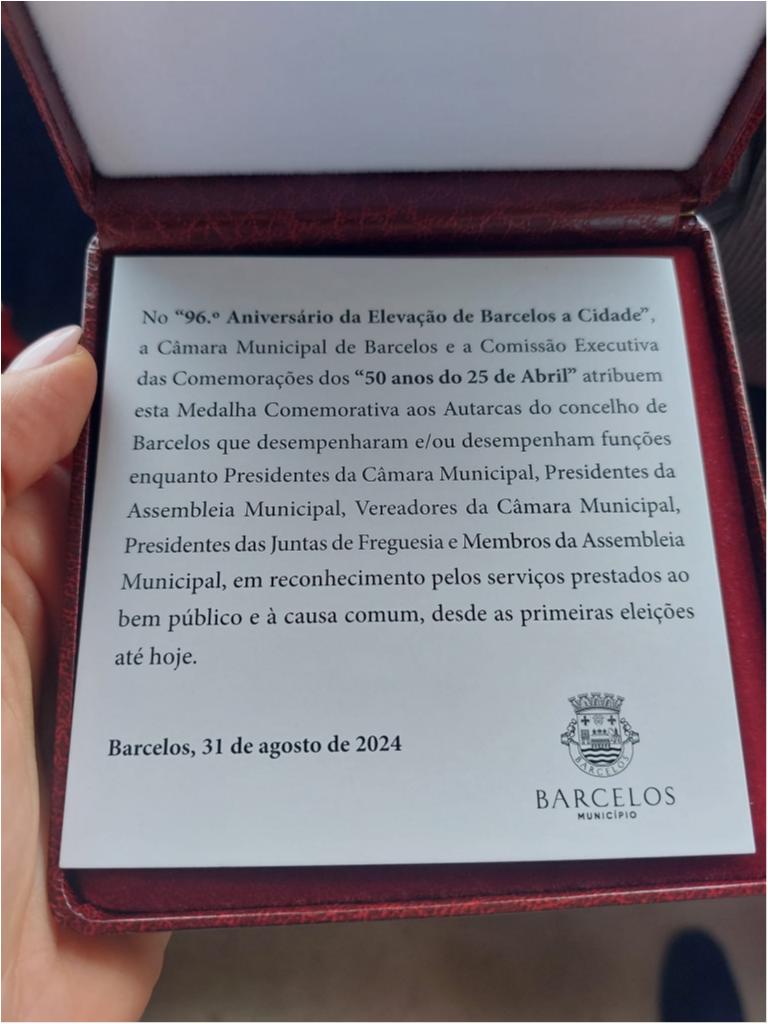 No “96.º Aniversário da Elevação de Barcelos a Cidade”,
a Câmara Municipal de Barcelos e a Comissão Executiva
das Comemorações dos “50 anos do 25 de Abril” atribuem
esta Medalha Comemorativa aos Autarcas do concelho de
Barcelos que desempenharam e/ou desempenham funções
enquanto Presidentes da Câmara Municipal, Presidentes da
Assembleia Municipal, Vereadores da Câmara Municipal,
Presidentes das Juntas de Freguesia e Membros da Assembleia
Municipal, em reconhecimento pelos serviços prestados ao
bem público e à causa comum, desde as primeiras eleições
até hoje.
Barcelos, 31 de agosto de 2024
BARCELOS
BARCELOS
MUNICÍPIO